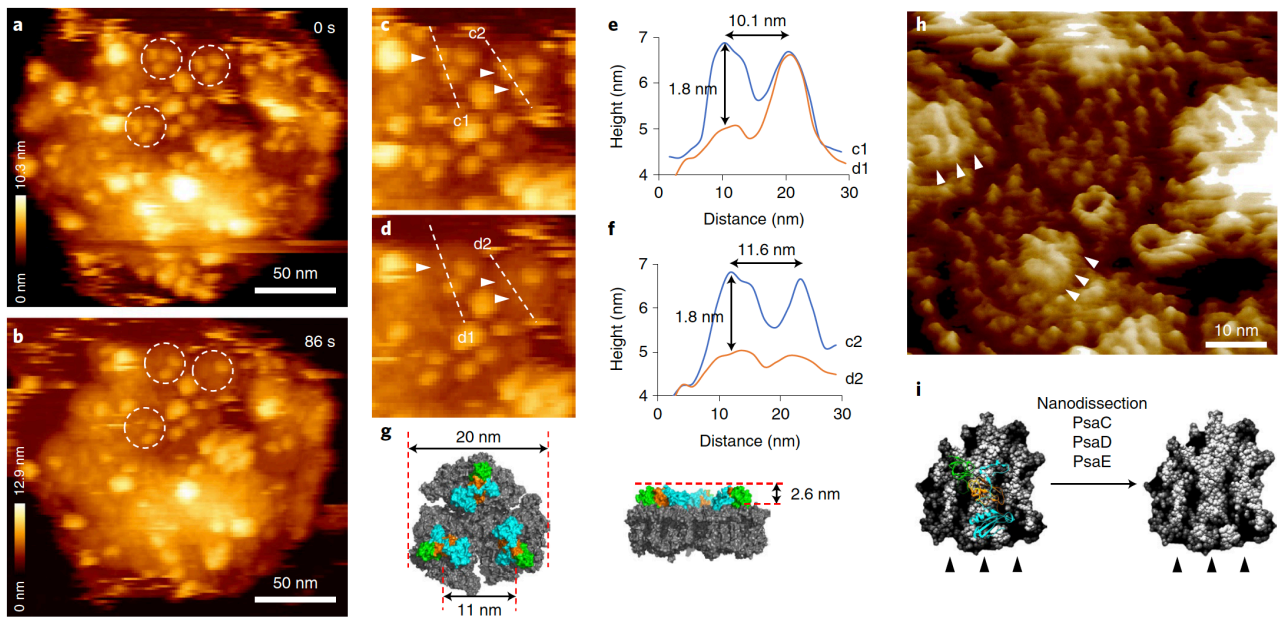 a
0 s
10.3 nm
0 nm
50 nm
b
86 s
12.9 nm
0 nm
50 nm
c
c2
c1
d
d2
d1
e
10.1 nm
7
6
5
4
1.8 nm
Height (nm)
c1
d1
0
10
20
30
Distance (nm)
f
11.6 nm
7
6
5
4
1.8 nm
Height (nm)
c2
d2
0
10
20
30
Distance (nm)
g
20 nm
11 nm
2.6 nm
h
10 nm
i
Nanodissection
PsaC
PsaD
PsaE